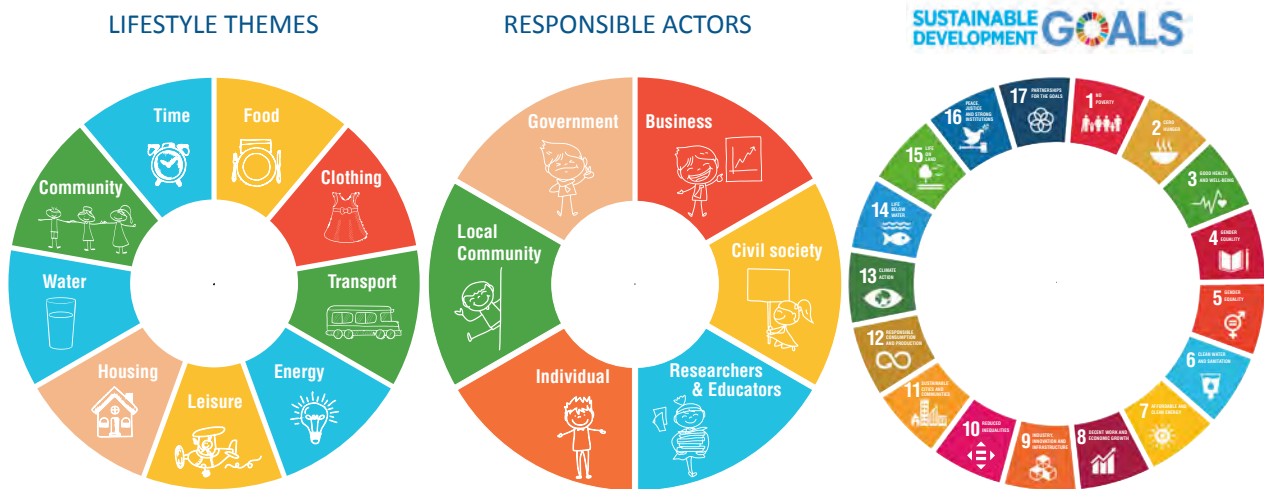 LIFESTYLE THEMES
Time
Food
Clothing
Transport
Energy
Leisure
Housing
Water
Community
RESPONSIBLE ACTORS
Government
Business
Civil society
Researchers
& Educators
Individual
Local
Community
SUSTAINABLE
DEVELOPMENT
GOALS
1 NO
POVERTY
2 ZERO
HUNGER
3 GOOD HEALTH
AND WELL-BEING
4 GENDER
EQUALITY
5 GENDER
EQUALITY
6 CLEAN WATER
AND SANITATION
7 AFFORDABLE AND
CLEAN ENERGY
8 DECENT WORK AND
ECONOMIC GROWTH
9 INDUSTRY,
INNOVATION AND
INFRASTRUCTURE
10 REDUCED
INEQUALITIES
11 SUSTAINABLE
CITIES AND
COMMUNITIES
12 RESPONSIBLE
CONSUMPTION
AND PRODUCTION
13 CLIMATE
ACTION
14 LIFE
BELOW
WATER
15 LIFE
ON
LAND
16 PEACE,
JUSTICE
AND STRONG
INSTITUTIONS
17 PARTNERSHIPS
FOR THE GOALS